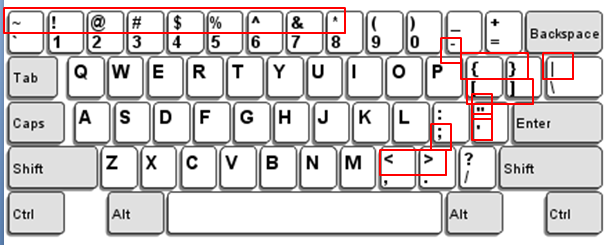 ~ ! @ # $ % ^ & * ( ) _ + Backspace
` 1 2 3 4 5 6 7 8 9 0 - =
Tab Q W E R T Y U I O P { } |
[ ] \
Caps A S D F G H J K L : " Enter
; '
Shift Z X C V B N M < > ? Shift
, . /
Ctrl Alt Alt Ctrl